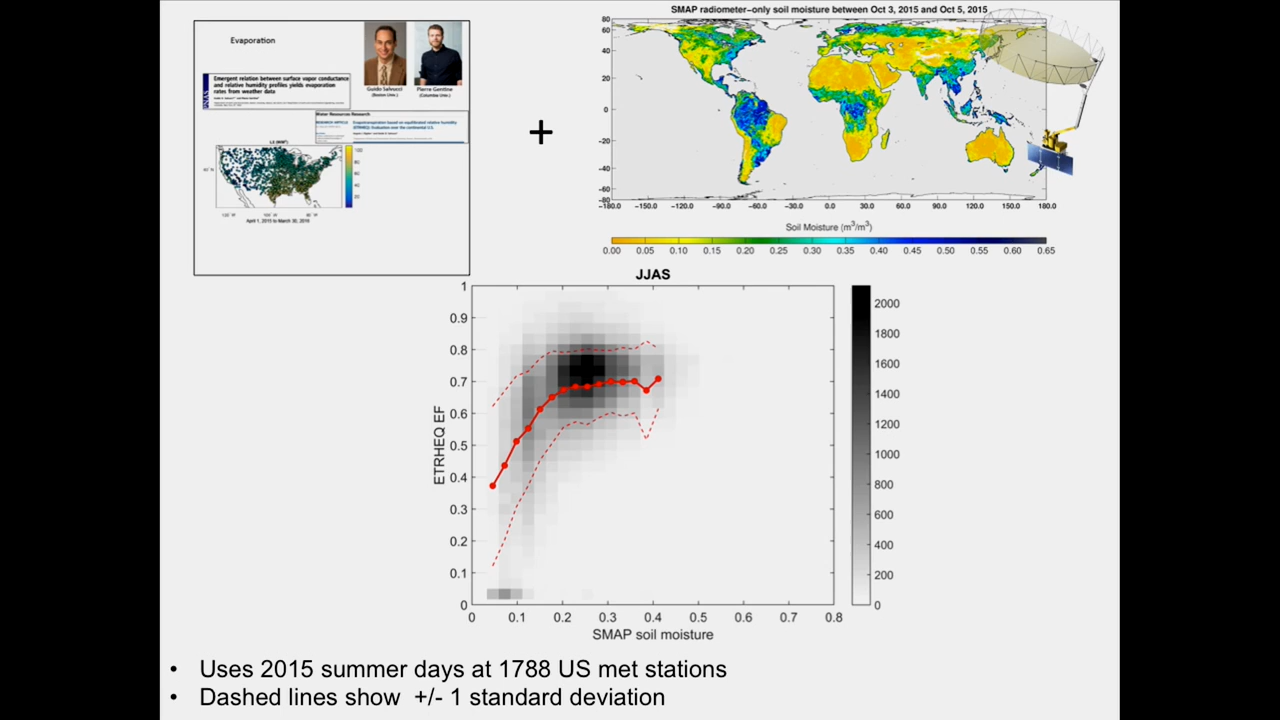 Evaporation
Guido Salvucci
(Boston Univ.)
Pierre Gentine
(Columbia Univ.)
PNAS
Emergent relation between surface vapor conductance
and relative humidity profiles yields evaporation
rates from weather data
Water Resources Research
RESEARCH ARTICLE
Evapotranspiration based on equilibrated relative humidity
(ETRHEQ): Evaluation over the continental U.S.
100
80
60
40
20
April 1, 2015 to March 30, 2016
+
SMAP radiometer-only soil moisture between Oct 3, 2015 and Oct 5, 2015
80
60
40
20
0
-20
-40
-60
-80
-180.0 -150.0 -120.0 -90.0 -60.0 -30.0 0.0 30.0 60.0 90.0 120.0 150.0 180.0
Soil Moisture (m³/m³)
0.00 0.05 0.10 0.15 0.20 0.25 0.30 0.35 0.40 0.45 0.50 0.55 0.60 0.65
JJAS
1
0.9
0.8
0.7
0.6
0.5
0.4
0.3
0.2
0.1
0
ETRHEQ EF
0 0.1 0.2 0.3 0.4 0.5 0.6 0.7 0.8
SMAP soil moisture
2000
1800
1600
1400
1200
1000
800
600
400
200
0
• Uses 2015 summer days at 1788 US met stations
• Dashed lines show +/- 1 standard deviation